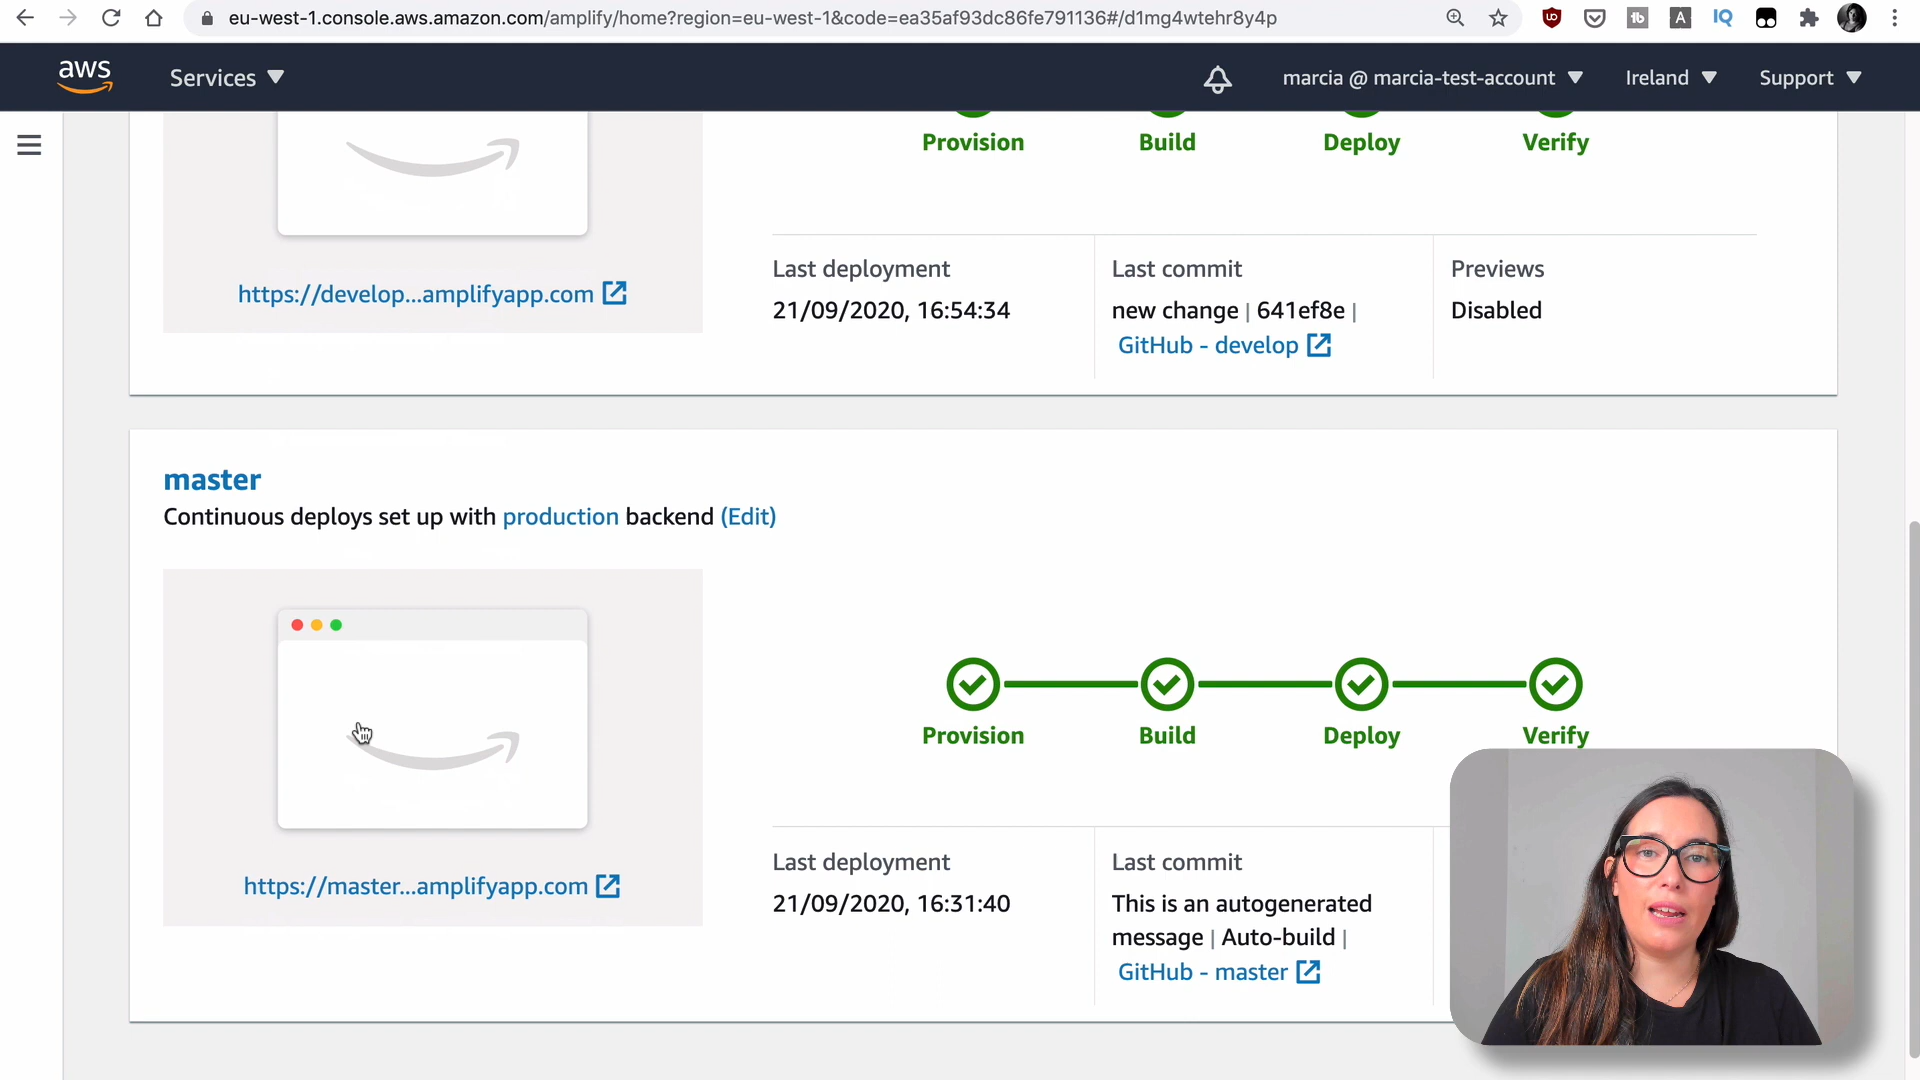 eu-west-1.console.aws.amazon.com/amplify/home?region=eu-west-1&code=ea35af93dc86fe791136#/d1mg4wtehr8y4p
aws
Services
marcia @ marcia-test-account
Ireland
Support
Provision
Build
Deploy
Verify
https://develop...amplifyapp.com
Last deployment
21/09/2020, 16:54:34
Last commit
new change | 641ef8e |
GitHub - develop
Previews
Disabled
master
Continuous deploys set up with production backend (Edit)
Provision
Build
Deploy
Verify
https://master...amplifyapp.com
Last deployment
21/09/2020, 16:31:40
Last commit
This is an autogenerated
message | Auto-build |
GitHub - master